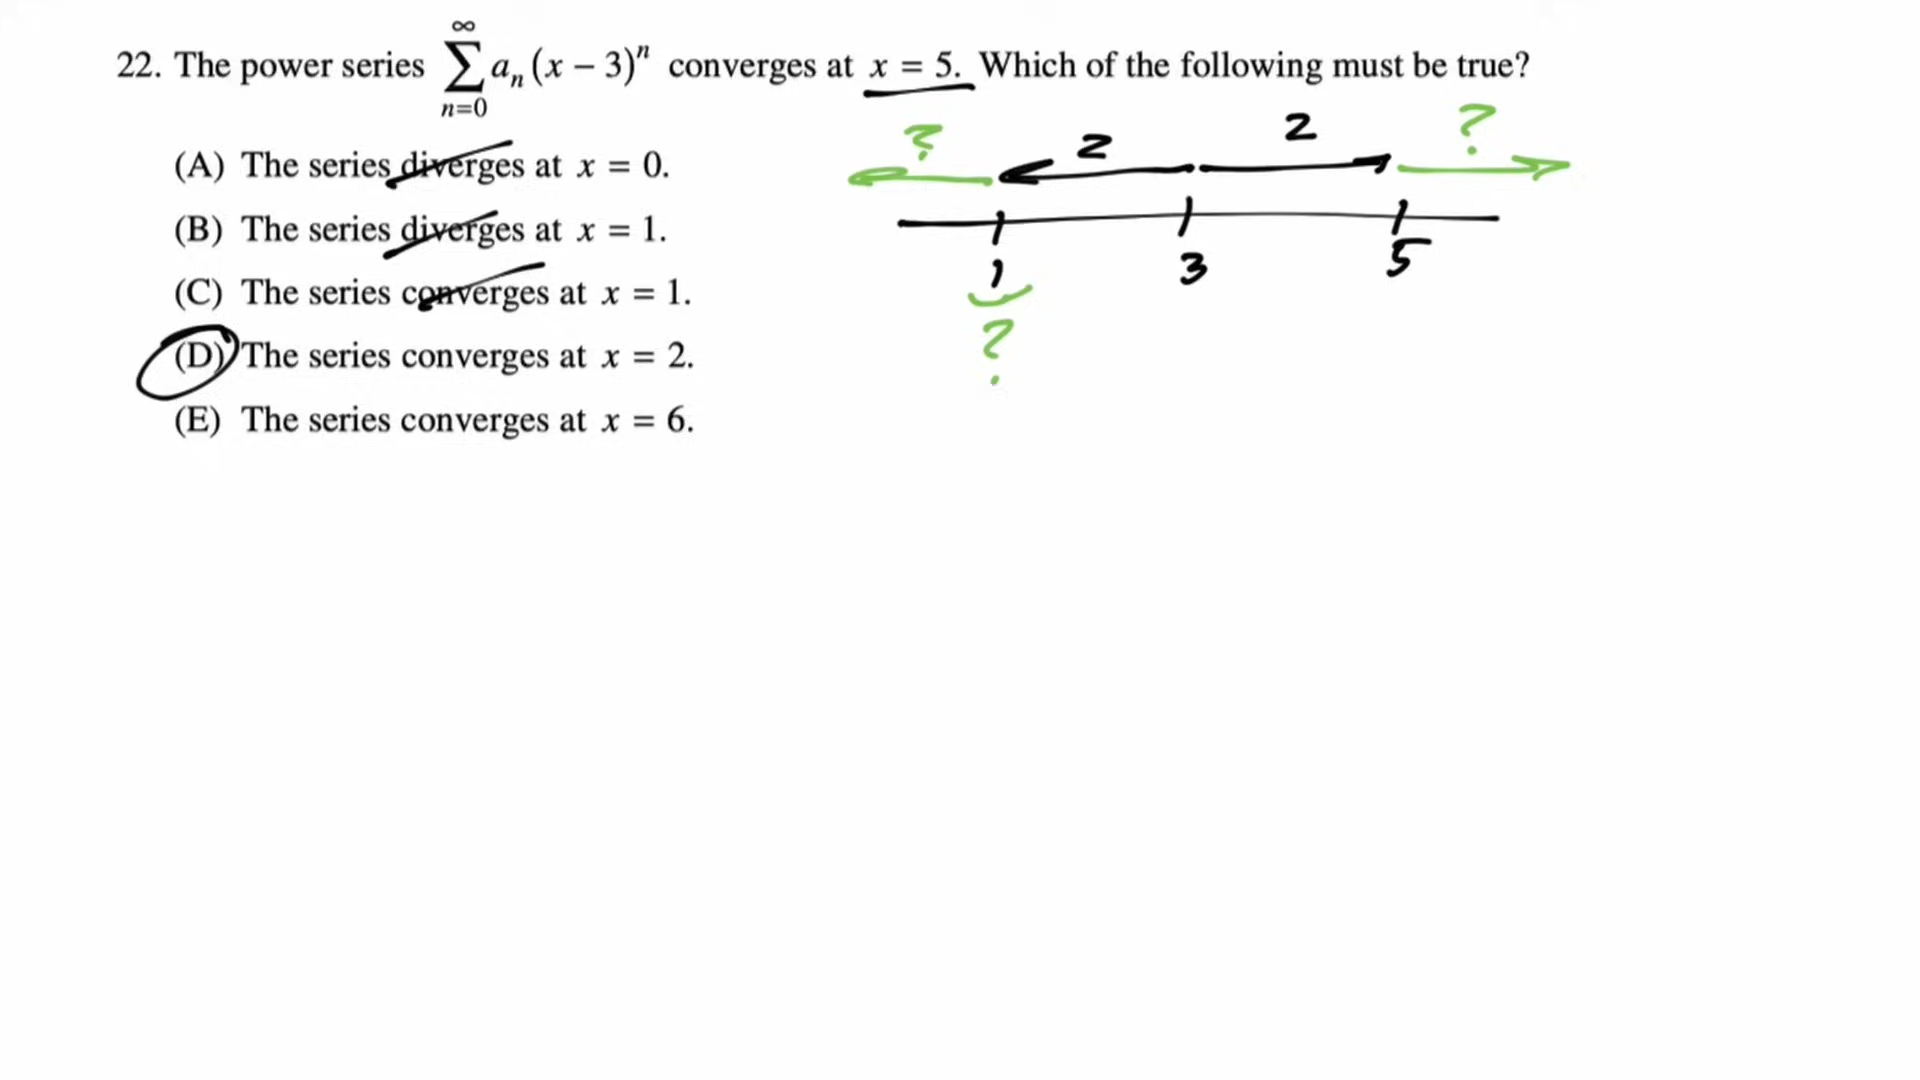 22. The power series ∞∑n=0 aₙ(x − 3)ⁿ converges at x = 5. Which of the following must be true?
(A) The series diverges at x = 0.
(B) The series diverges at x = 1.
(C) The series converges at x = 1.
(D) The series converges at x = 2.
(E) The series converges at x = 6.
? 2 2 ?
1 3 5
?